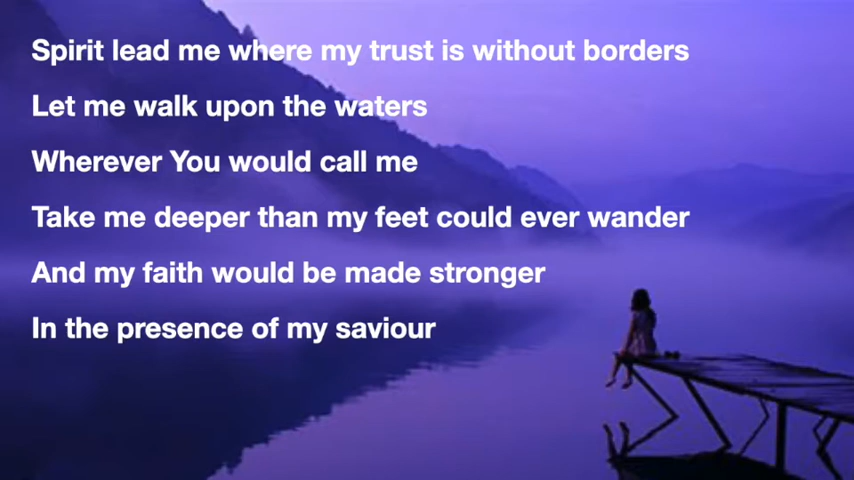 Spirit lead me where my trust is without borders
Let me walk upon the waters
Wherever You would call me
Take me deeper than my feet could ever wander
And my faith would be made stronger
In the presence of my saviour